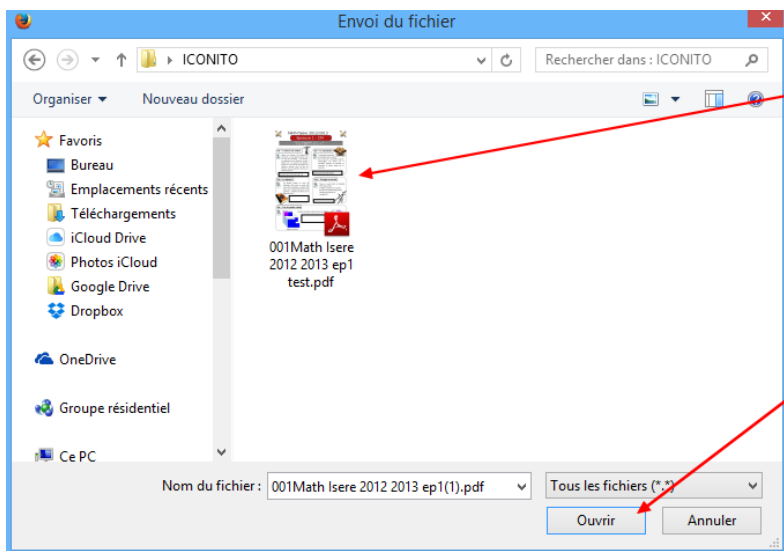 Envoi du fichier
ICONITO
Rechercher dans : ICONITO
Organiser
Nouveau dossier
Favoris
Bureau
Emplacements récents
Téléchargements
iCloud Drive
Photos iCloud
Google Drive
Dropbox
OneDrive
Groupe résidentiel
Ce PC
001Math Isere
2012 2013 ep1
test.pdf
Nom du fichier : 001Math Isere 2012 2013 ep1(1).pdf
Tous les fichiers (*.*)
Ouvrir
Annuler